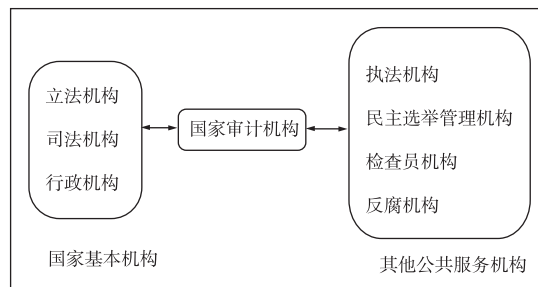 立法机构
司法机构
行政机构
国家基本机构
国家审计机构
执法机构
民主选举管理机构
检查员机构
反腐机构
其他公共服务机构